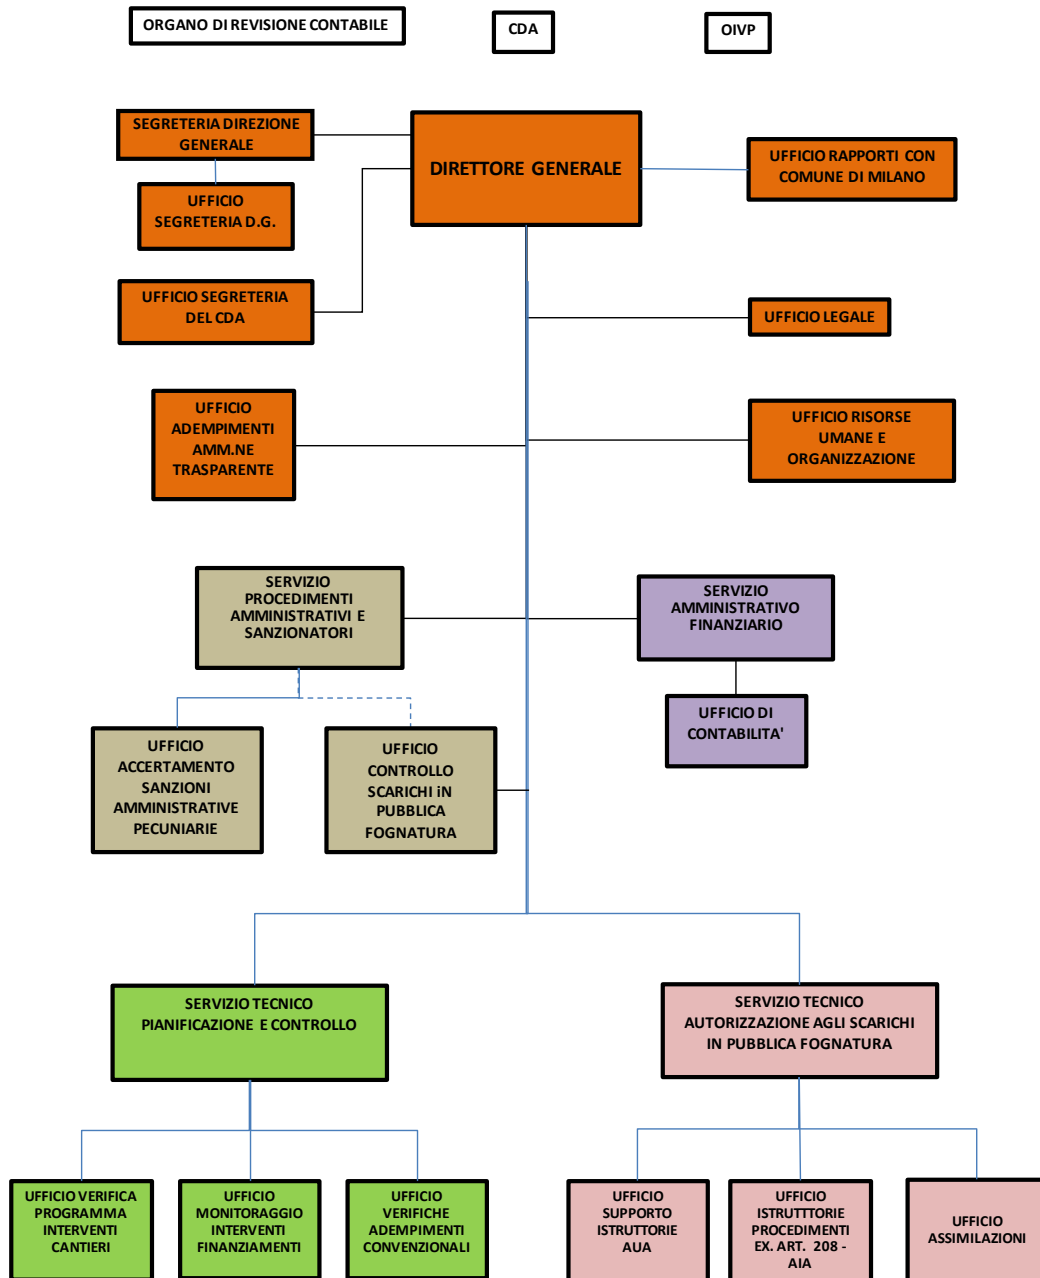 ORGANO DI REVISIONE CONTABILE
CDA
OIVP
SEGRETERIA DIREZIONE
GENERALE
DIRETTORE GENERALE
UFFICIO RAPPORTI CON
COMUNE DI MILANO
UFFICIO
SEGRETERIA D.G.
UFFICIO SEGRETERIA
DEL CDA
UFFICIO LEGALE
UFFICIO
ADEMPIMENTI
AMM.NE
TRASPARENTE
UFFICIO RISORSE
UMANE E
ORGANIZZAZIONE
SERVIZIO
PROCEDIMENTI
AMMINISTRATIVI E
SANZIONATORI
SERVIZIO
AMMINISTRATIVO
FINANZIARIO
UFFICIO DI
CONTABILITA'
UFFICIO
ACCERTAMENTO
SANZIONI
AMMINISTRATIVE
PECUNIARIE
UFFICIO
CONTROLLO
SCARICHI iN
PUBBLICA
FOGNATURA
SERVIZIO TECNICO
PIANIFICAZIONE E CONTROLLO
SERVIZIO TECNICO
AUTORIZZAZIONE AGLI SCARICHI
IN PUBBLICA FOGNATURA
UFFICIO VERIFICA
PROGRAMMA
INTERVENTI
CANTIERI
UFFICIO
MONITORAGGIO
INTERVENTI
FINANZIAMENTI
UFFICIO
VERIFICHE
ADEMPIMENTI
CONVENZIONALI
UFFICIO
SUPPORTO
ISTRUTTORIE
AUA
UFFICIO
ISTRUTTTORIE
PROCEDIMENTI
EX. ART. 208 -
AIA
UFFICIO
ASSIMILAZIONI